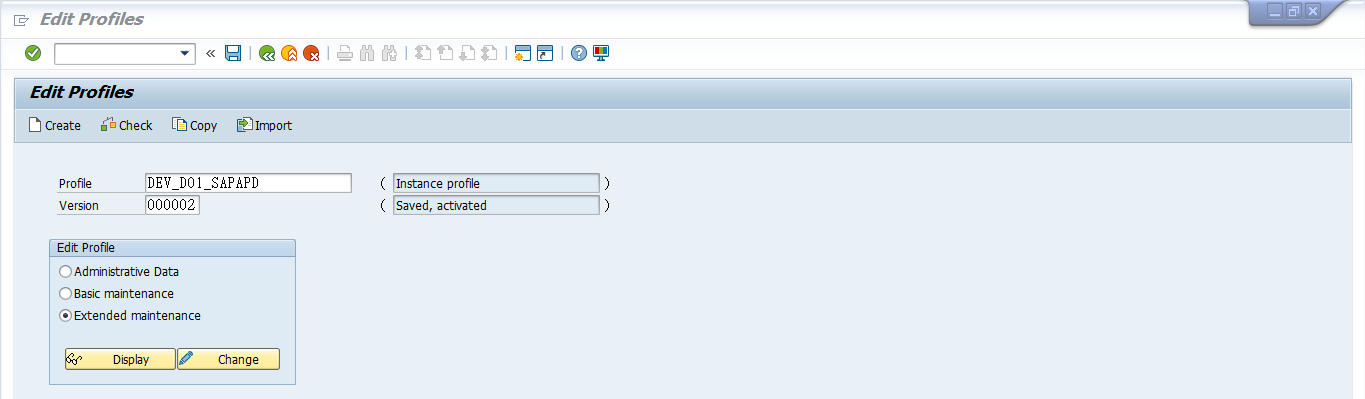 Edit Profiles
Edit Profiles
Create Check Copy Import
Profile DEV_D01_SAPAPD ( Instance profile )
Version 000002 ( Saved, activated )
Edit Profile
Administrative Data
Basic maintenance
Extended maintenance
Display Change